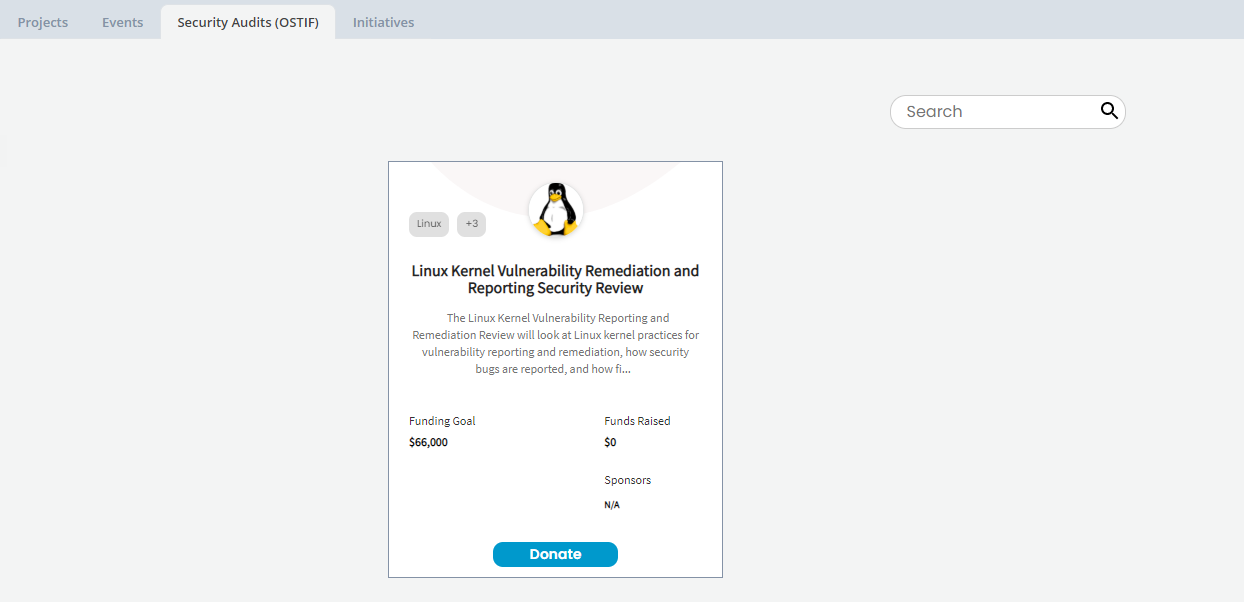 Projects Events Security Audits (OSTIF) Initiatives
Search
Linux +3
Linux Kernel Vulnerability Remediation and
Reporting Security Review
The Linux Kernel Vulnerability Reporting and
Remediation Review will look at Linux kernel practices for
vulnerability reporting and remediation, how security
bugs are reported, and how fi...
Funding Goal Funds Raised
$66,000 $0
Sponsors
N/A
Donate